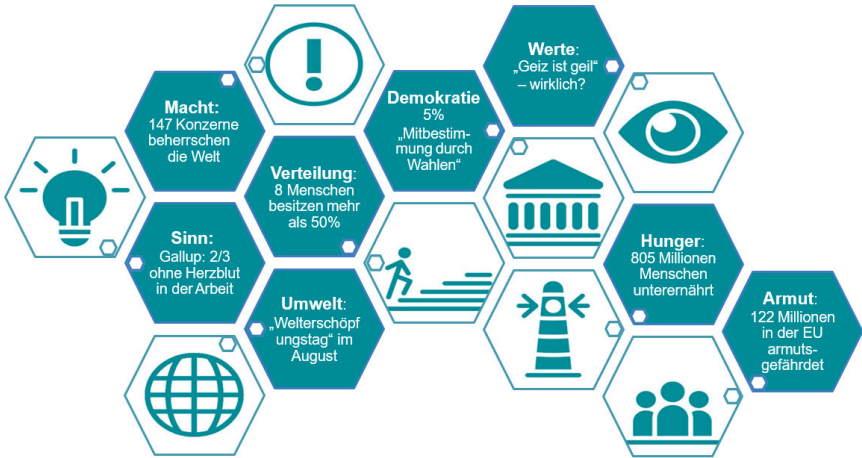 Macht:
147 Konzerne
beherrschen
die Welt
Sinn:
Gallup: 2/3
ohne Herzblut
in der Arbeit
Verteilung:
8 Menschen
besitzen mehr
als 50%
Umwelt:
„Welterschöpf
ungstag“ im
August
Demokratie
5%
„Mitbestim-
mung durch
Wahlen“
Werte:
„Geiz ist geil“
– wirklich?
Hunger:
805 Millionen
Menschen
unterernährt
Armut:
122 Millionen
in der EU
armuts-
gefährdet